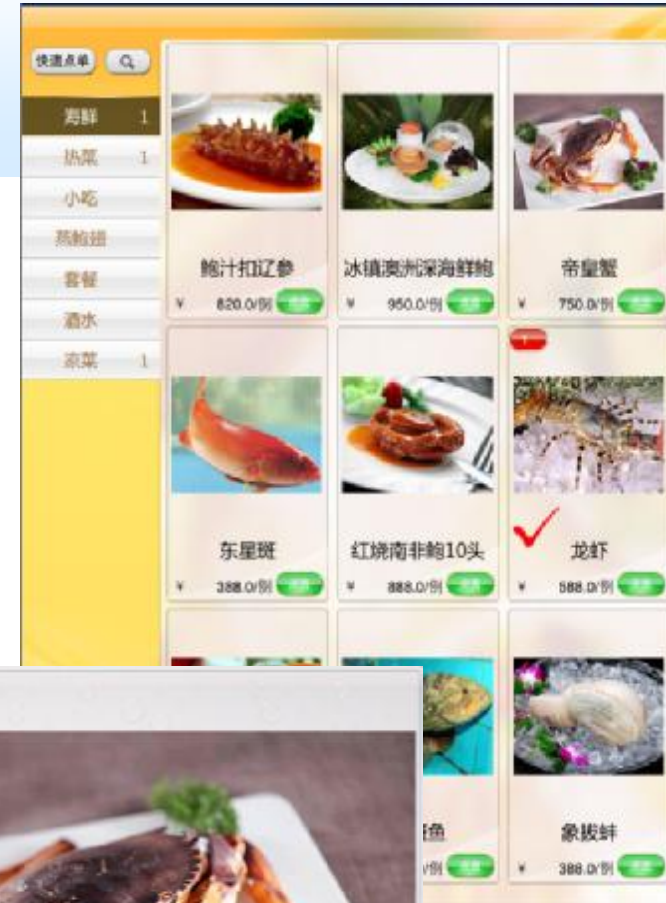 快速点单
海鲜 1
热菜 1
小吃
燕鲍翅
套餐
酒水
凉菜 1
鲍汁扣辽参
冰镇澳洲深海鲜鲍
帝皇蟹
¥ 820.0/例
¥ 950.0/例
¥ 750.0/例
1
东星斑
红烧南非鲍10头
龙虾
¥ 388.0/例
¥ 888.0/例
¥ 588.0/例
鱼
象拔蚌
/例
¥ 388.0/例